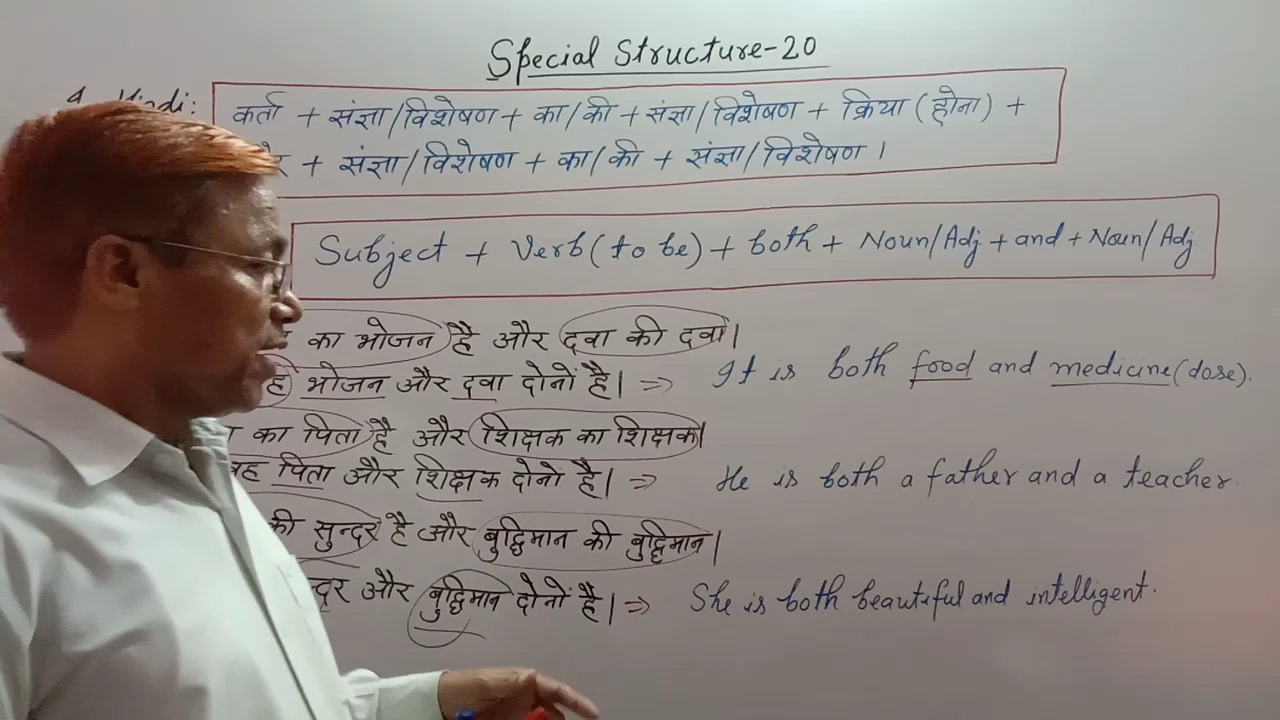 Special Structure-20
Hindi:
कर्ता + संज्ञा/विशेषण + का/की + संज्ञा/विशेषण + क्रिया (होना) +
+ संज्ञा/विशेषण + का/की + संज्ञा/विशेषण ।
Subject + Verb(to be) + both + Noun/Adj + and + Noun/Adj
का भोजन है और दवा की दवा।
भोजन और दवा दोनों है। ⇒ It is both food and medicine(dose).
का पिता है और शिक्षक का शिक्षक।
वह पिता और शिक्षक दोनों है। ⇒ He is both a father and a teacher.
की सुन्दर है और बुद्धिमान की बुद्धिमान।
और बुद्धिमान दोनों है। ⇒ She is both beautiful and intelligent.